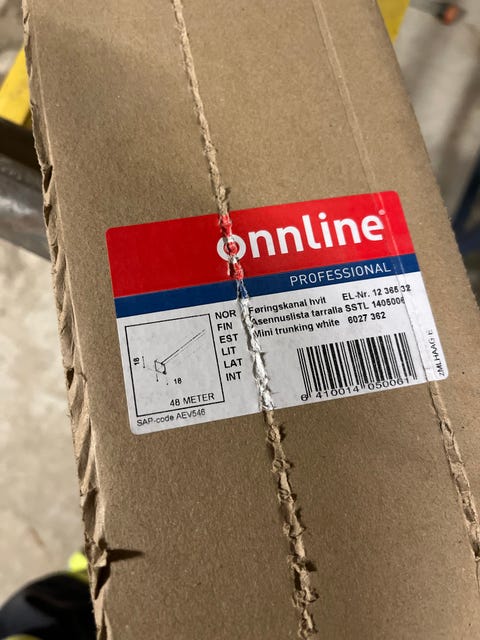 onnline
PROFESSIONAL
NOR Føringskanal hvit EL-Nr. 12 365 32
FIN Asennuslista tarralla SSTL 1405006
EST Mini trunking white 6027 362
LIT
LAT
INT
18
18
48 METER
SAP-code AEV546
6 410014 050061